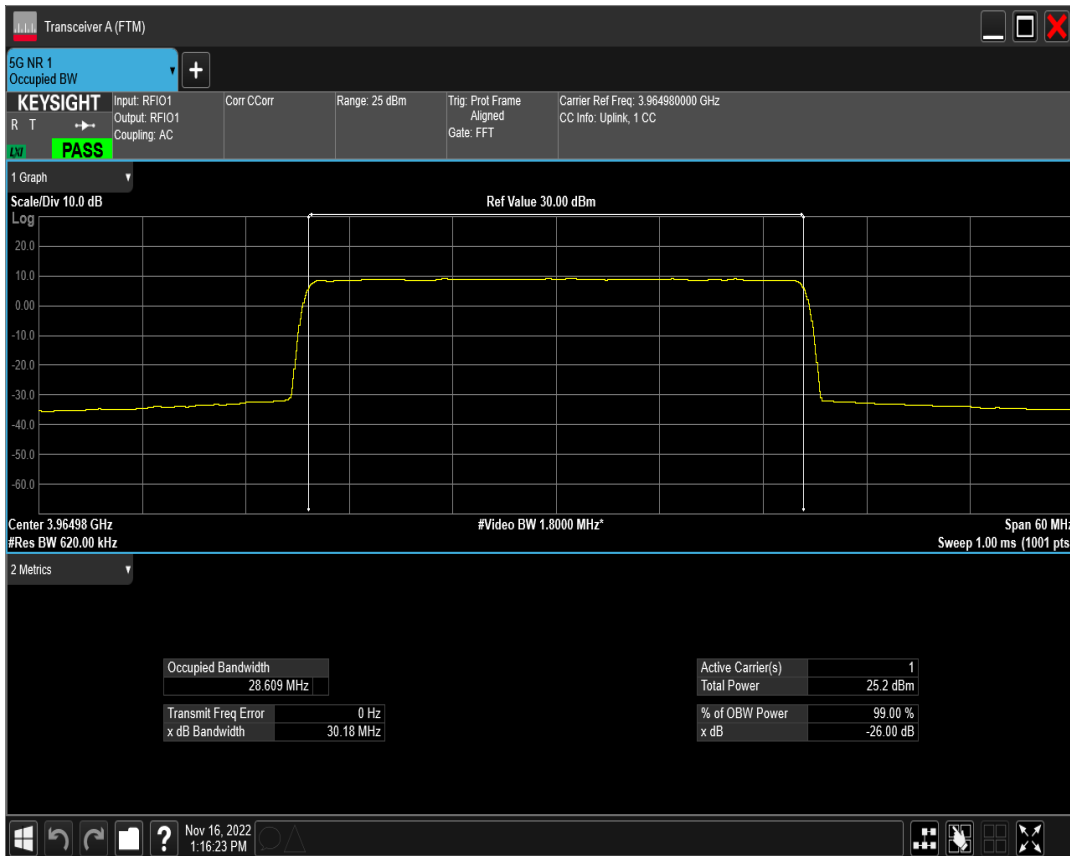 Transceiver A (FTM)
5G NR 1
Occupied BW
+
KEYSIGHT
R T
LXI
PASS
Input: RFIO1
Output: RFIO1
Coupling: AC
Corr CCorr
Range: 25 dBm
Trig: Prot Frame
Aligned
Gate: FFT
Carrier Ref Freq: 3.964980000 GHz
CC Info: Uplink, 1 CC
1 Graph
Scale/Div 10.0 dB
Ref Value 30.00 dBm
Log
20.0
10.0
0.00
-10.0
-20.0
-30.0
-40.0
-50.0
-60.0
Center 3.96498 GHz
#Video BW 1.8000 MHz*
Span 60 MHz
#Res BW 620.00 kHz
Sweep 1.00 ms (1001 pts
2 Metrics
Occupied Bandwidth
28.609 MHz
Transmit Freq Error 0 Hz
x dB Bandwidth 30.18 MHz
Active Carrier(s) 1
Total Power 25.2 dBm
% of OBW Power 99.00 %
x dB -26.00 dB
?
Nov 16, 2022
1:16:23 PM